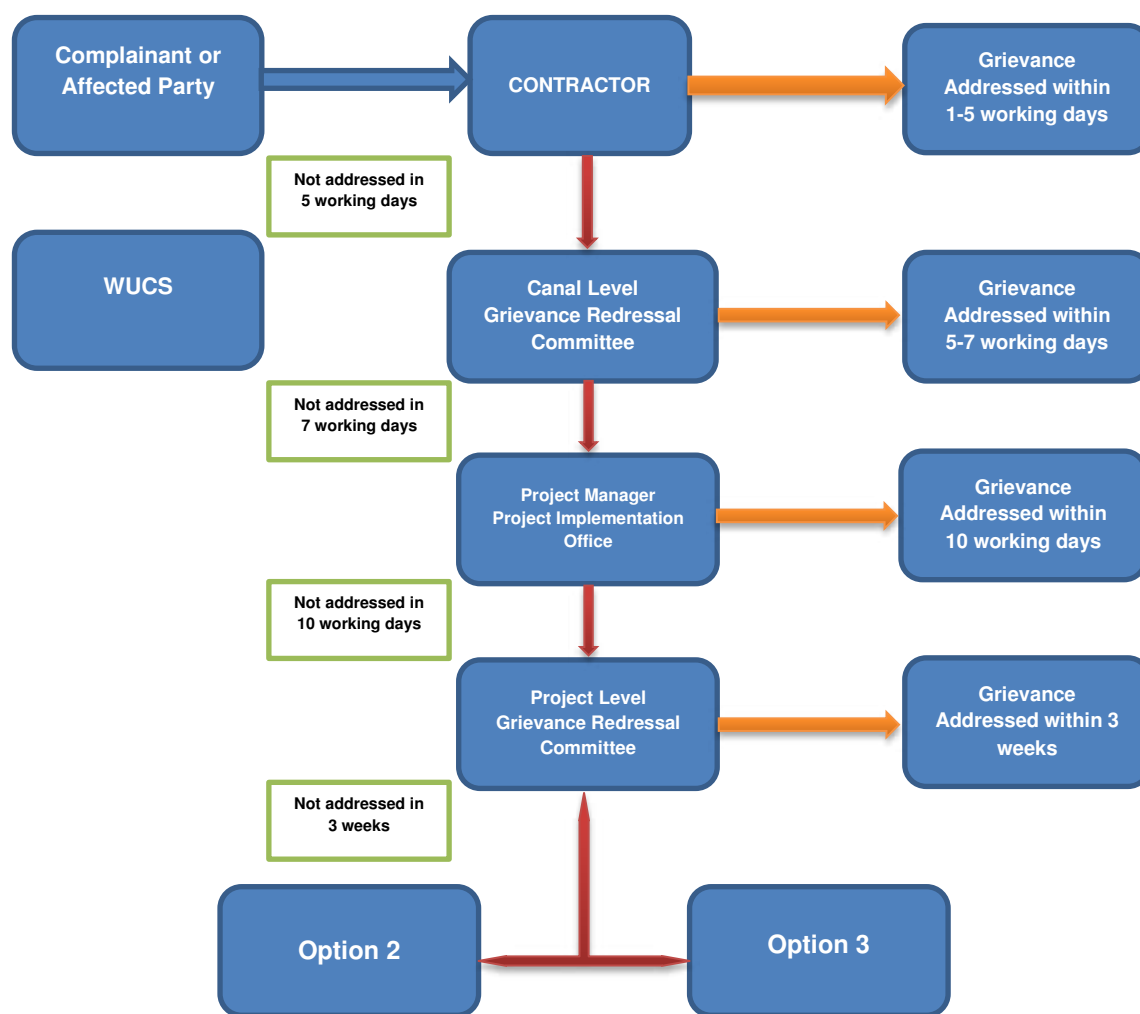 Complainant or
Affected Party
CONTRACTOR
Grievance
Addressed within
1-5 working days
Not addressed in
5 working days
WUCS
Canal Level
Grievance Redressal
Committee
Grievance
Addressed within
5-7 working days
Not addressed in
7 working days
Project Manager
Project Implementation
Office
Grievance
Addressed within
10 working days
Not addressed in
10 working days
Project Level
Grievance Redressal
Committee
Grievance
Addressed within 3
weeks
Not addressed in
3 weeks
Option 2
Option 3